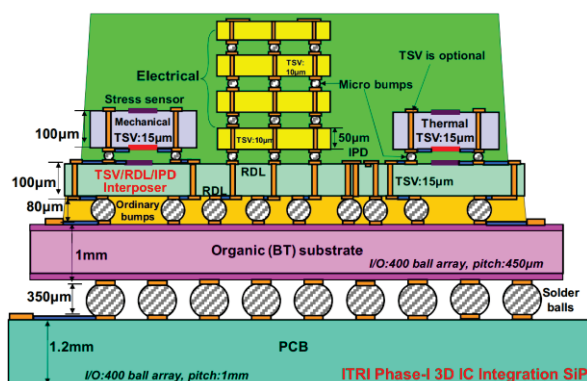 TSV:
10µm
TSV is optional
Electrical
Micro bumps
Stress sensor
Mechanical
TSV:15µm
100µm
Thermal
TSV:15µm
TSV:10µm
50µm
IPD
RDL
TSV/RDL/IPD
Interposer
TSV:15µm
100µm
RDL
80µm
Ordinary
bumps
Organic (BT) substrate
1mm
I/O:400 ball array, pitch:450µm
350µm
Solder
balls
1.2mm
PCB
I/O:400 ball array, pitch:1mm
ITRI Phase-I 3D IC Integration SiP